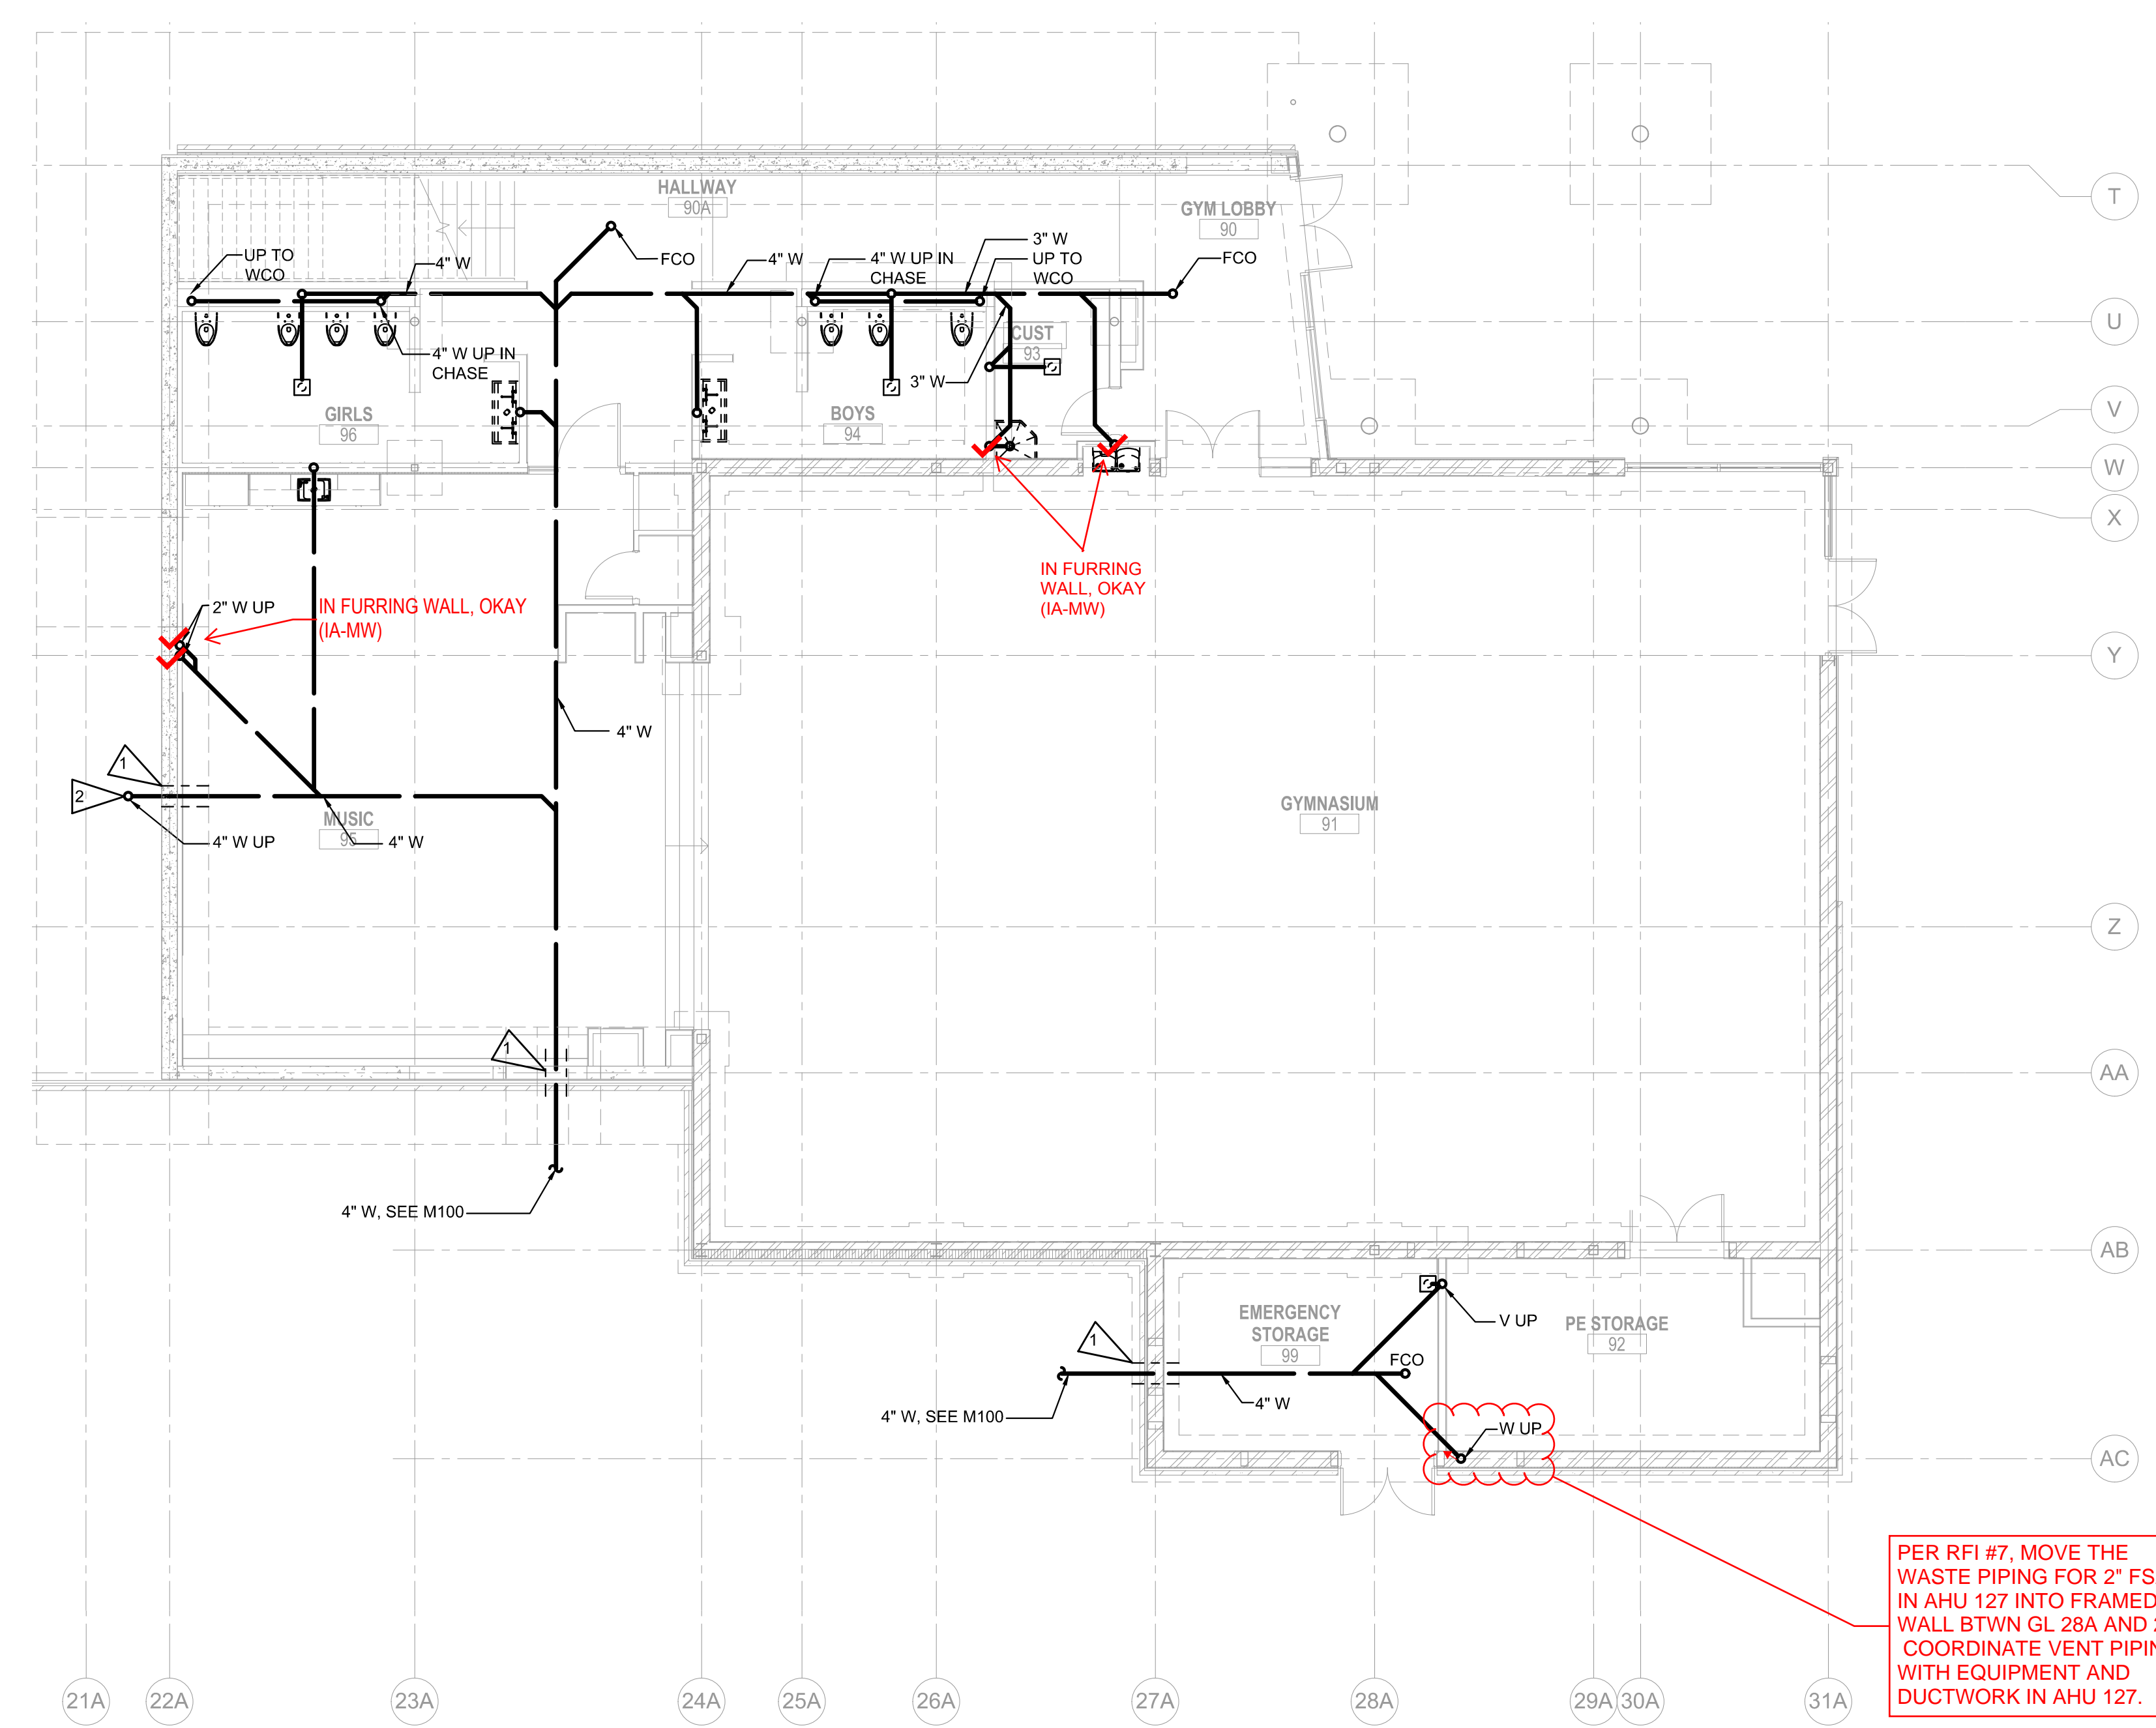 HALLWAY
90A
T
GYM LOBBY
90
UP TO
WCO
4" W
FCO
4" W
4" W UP IN
CHASE
3" W
UP TO
WCO
FCO
U
CUST
93
4" W UP IN
CHASE
3" W
GIRLS
96
BOYS
94
V
W
X
IN FURRING
WALL, OKAY
(IA-MW)
2" W UP
IN FURRING WALL, OKAY
(IA-MW)
Y
4" W
1
2
MUSIC
95
4" W UP
4" W
GYMNASIUM
91
Z
1
AA
4" W, SEE M100
AB
EMERGENCY
STORAGE
99
V UP
PE STORAGE
92
1
FCO
4" W
4" W, SEE M100
W UP
AC
PER RFI #7, MOVE THE
WASTE PIPING FOR 2" FS
IN AHU 127 INTO FRAMED
WALL BTWN GL 28A AND
COORDINATE VENT
WITH EQUIPMENT AND
DUCTWORK IN AHU 127.
21A
22A
23A
24A
25A
26A
27A
28A
29A
30A
31A